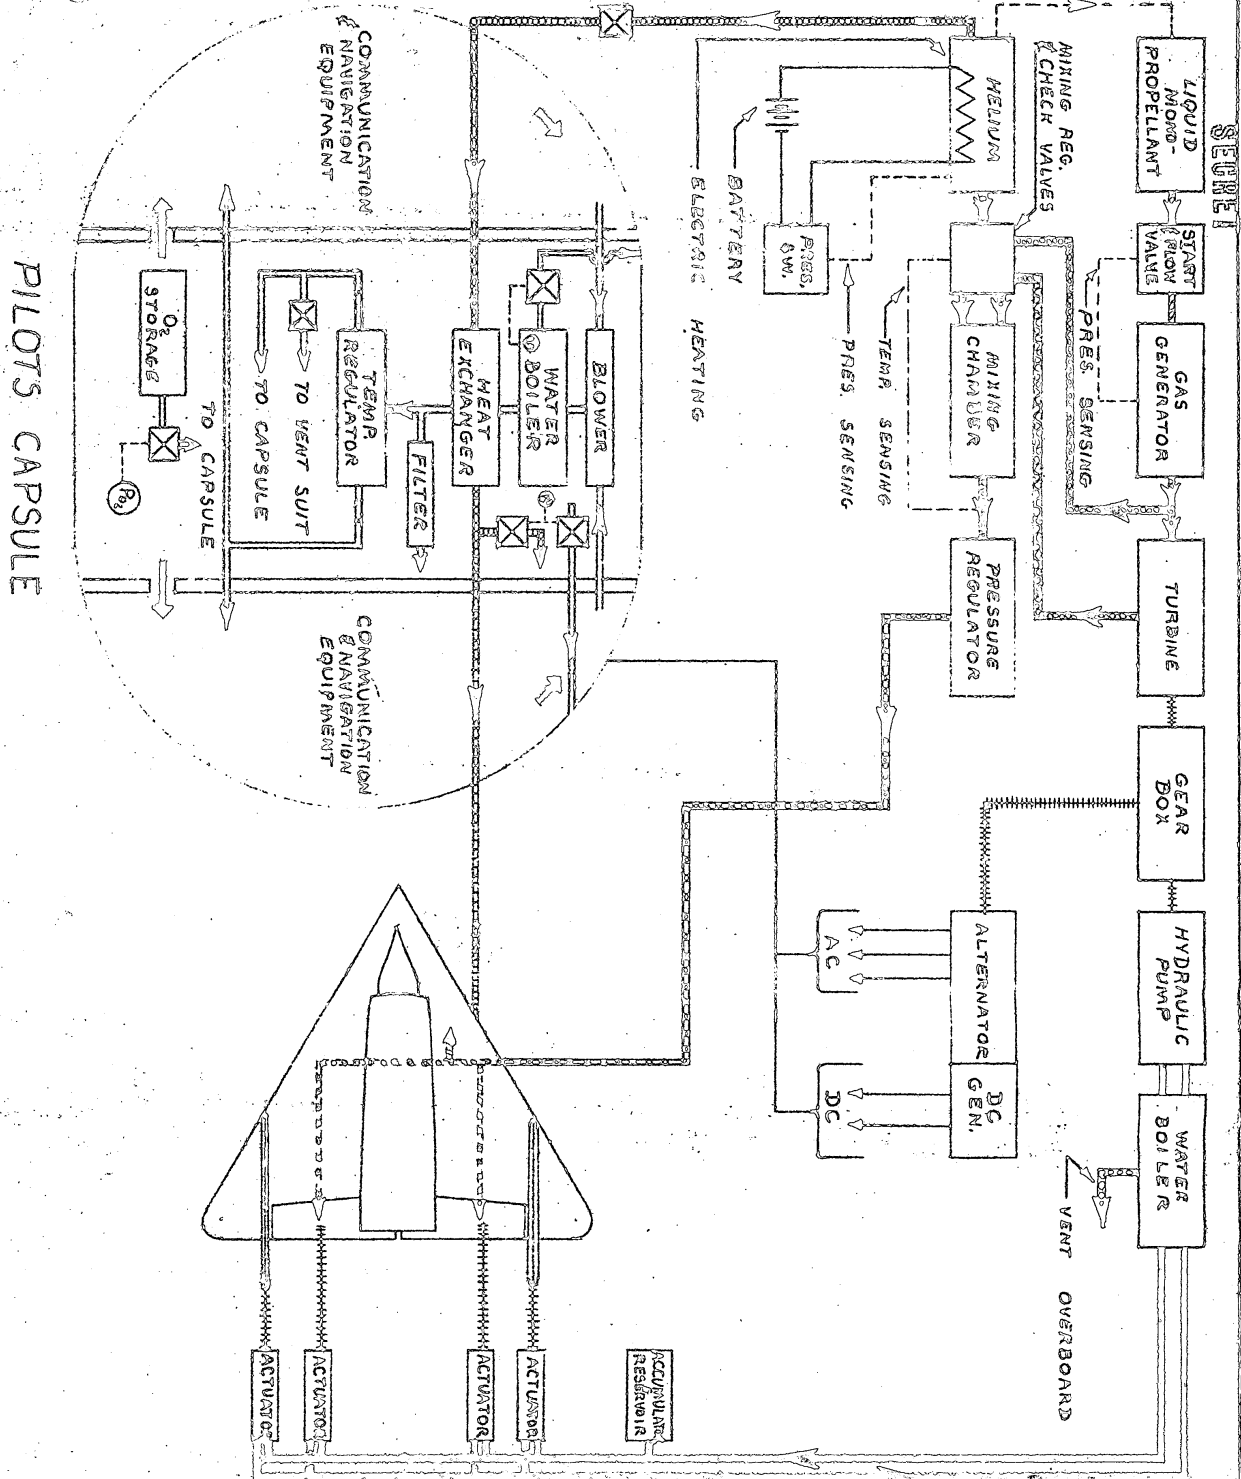 SECRET
LIQUID
MONO-
PROPELLANT
START
& FLOW
VALVE
GAS
GENERATOR
TURBINE
GEAR
BOX
HYDRAULIC
PUMP
WATER
BOILER
PRES. SENSING
VENT OVERBOARD
MIXING REG.
& CHECK VALVES
HELIUM
MIXING
CHAMBER
PRESSURE
REGULATOR
ALTERNATOR
DC
GEN.
TEMP. SENSING
PRES. SENSING
PRES.
SW.
AC
DC
BATTERY
ELECTRIC HEATING
ACCUMULATOR
RESERVOIR
BLOWER
WATER
BOILER
HEAT
EXCHANGER
FILTER
TEMP
REGULATOR
TO VENT SUIT
TO CAPSULE
TO CAPSULE
O2
STORAGE
PO2
COMMUNICATION
& NAVIGATION
EQUIPMENT
COMMUNICATION
& NAVIGATION
EQUIPMENT
ACTUATOR
ACTUATOR
ACTUATOR
ACTUATOR
PILOTS CAPSULE